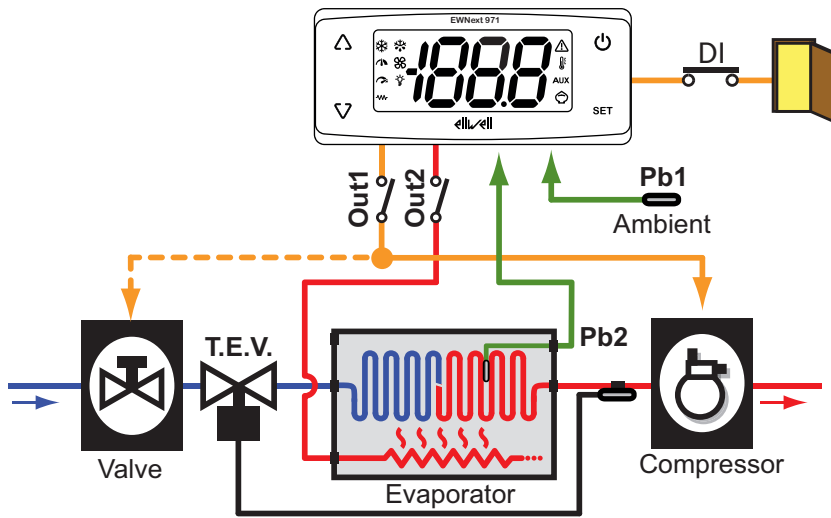 EWNext 971
188.8
AUX
SET
eliwell
DI
Out1
Out2
Pb1
Ambient
T.E.V.
Pb2
Valve
Evaporator
Compressor